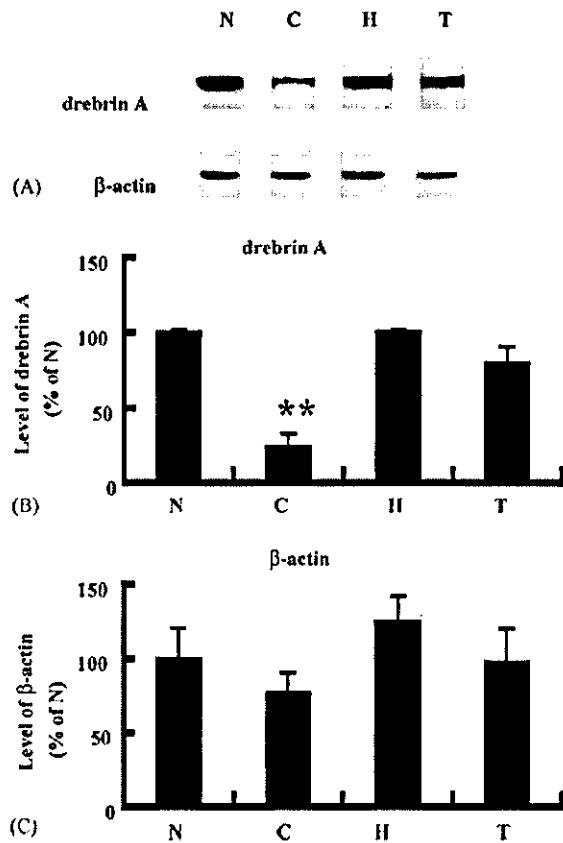 N C H T
drebrin A
(A) β-actin
drebrin A
150
100
50
0
Level of drebrin A
(% of N)
**
(B) N C H T
β-actin
150
100
50
0
Level of β-actin
(% of N)
(C) N C H T